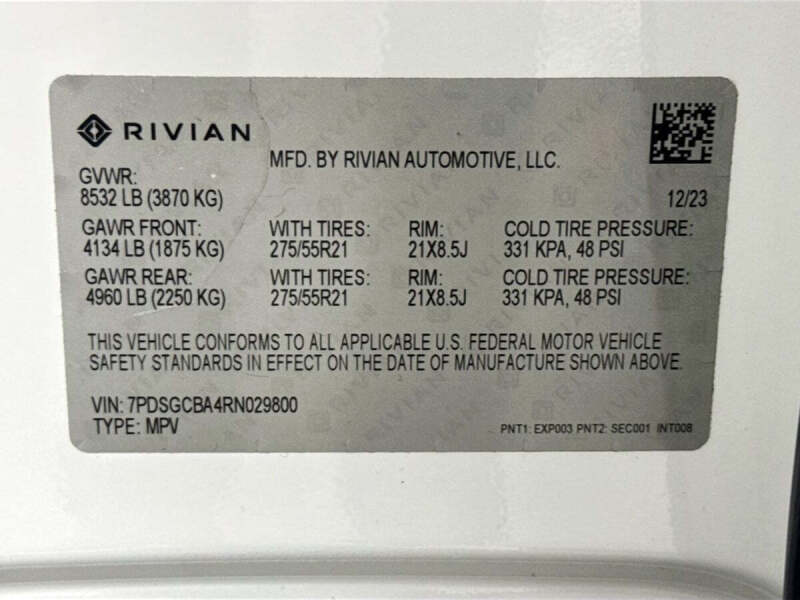 RIVIAN
MFD. BY RIVIAN AUTOMOTIVE, LLC.
GVWR:
8532 LB (3870 KG) 12/23
GAWR FRONT: WITH TIRES: RIM: COLD TIRE PRESSURE:
4134 LB (1875 KG) 275/55R21 21X8.5J 331 KPA, 48 PSI
GAWR REAR: WITH TIRES: RIM: COLD TIRE PRESSURE:
4960 LB (2250 KG) 275/55R21 21X8.5J 331 KPA, 48 PSI
THIS VEHICLE CONFORMS TO ALL APPLICABLE U.S. FEDERAL MOTOR VEHICLE
SAFETY STANDARDS IN EFFECT ON THE DATE OF MANUFACTURE SHOWN ABOVE.
VIN: 7PDSGCBA4RN029800
TYPE: MPV
PNT1: EXP003 PNT2: SEC001 INT008